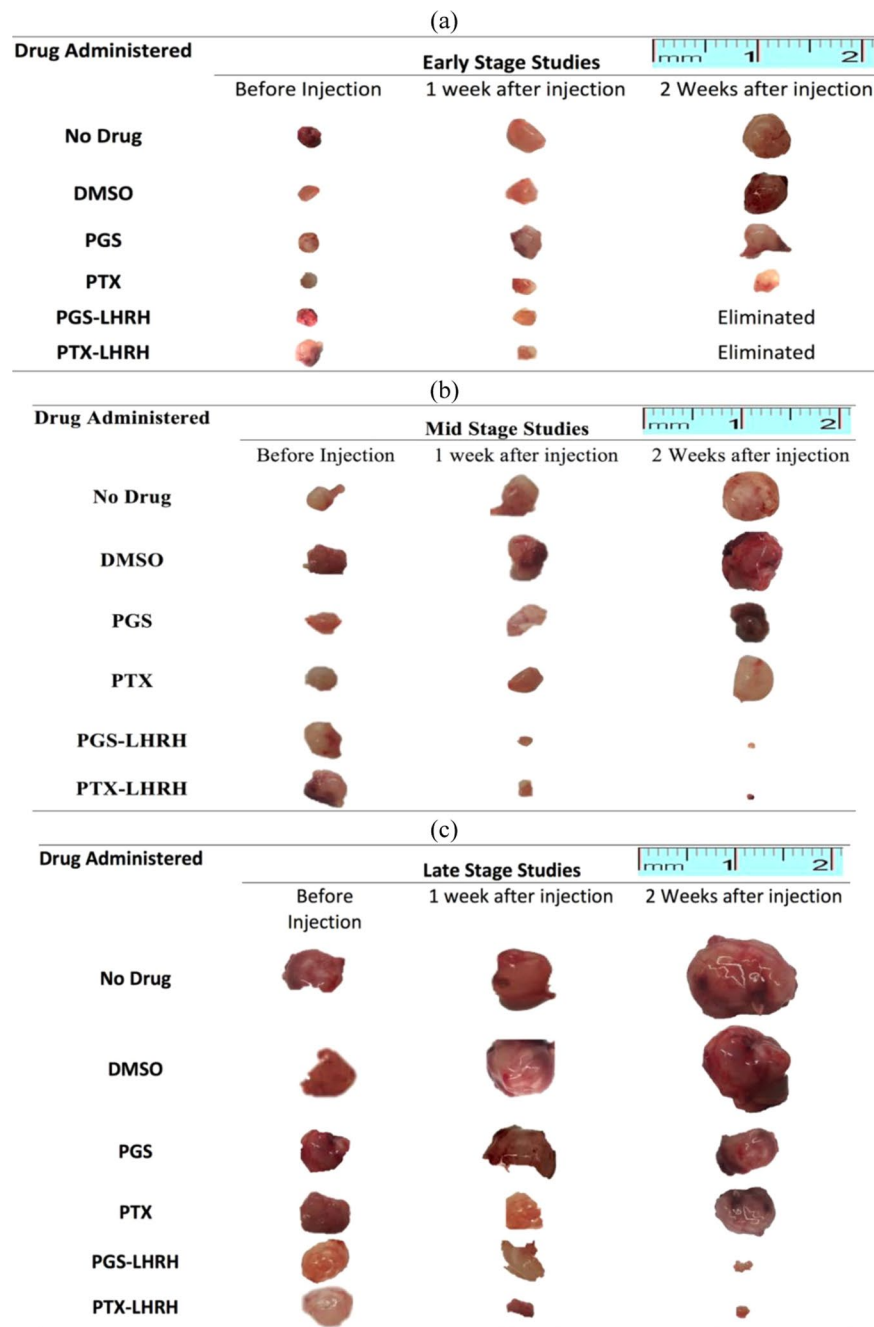 (a)
Drug Administered
Early Stage Studies
mm 1 2
Before Injection 1 week after injection 2 Weeks after injection
No Drug
DMSO
PGS
PTX
PGS-LHRH Eliminated
PTX-LHRH Eliminated
(b)
Drug Administered
Mid Stage Studies
mm 1 2
Before Injection 1 week after injection 2 Weeks after injection
No Drug
DMSO
PGS
PTX
PGS-LHRH
PTX-LHRH
(c)
Drug Administered
Late Stage Studies
mm 1 2
Before 1 week after injection 2 Weeks after injection
Injection
No Drug
DMSO
PGS
PTX
PGS-LHRH
PTX-LHRH